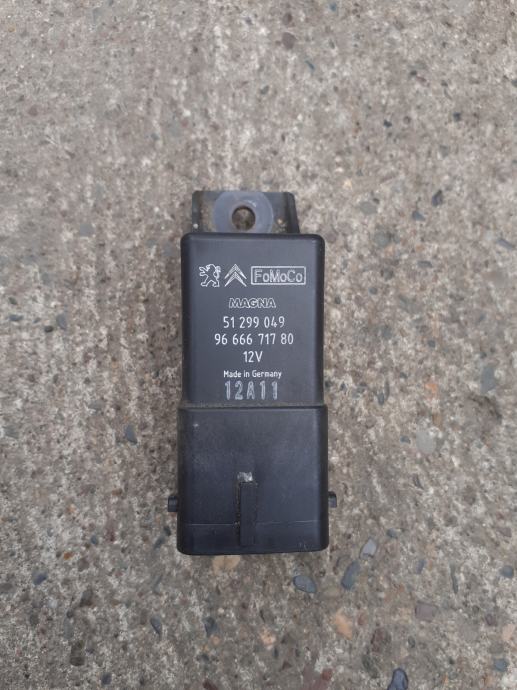 FoMoCo
MAGNA
51 299 049
96 666 717 80
12V
Made in Germany
12A11